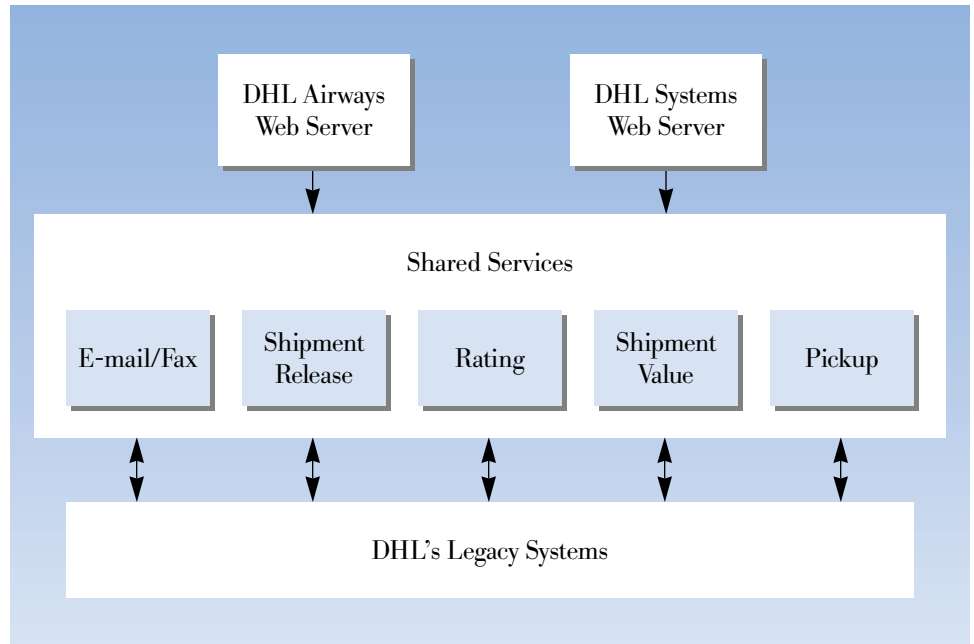 DHL Airways
Web Server
DHL Systems
Web Server
Shared Services
E-mail/Fax
Shipment
Release
Rating
Shipment
Value
Pickup
DHL's Legacy Systems